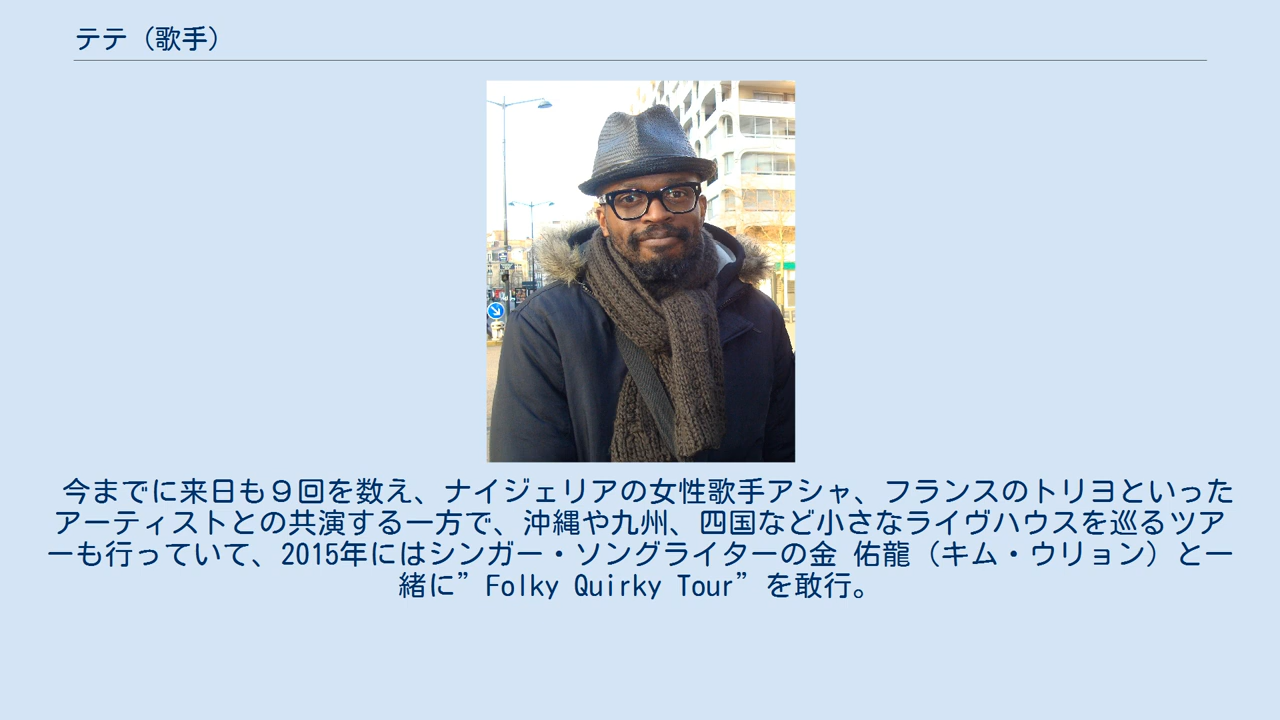 テテ（歌手）
今までに来日も９回を数え、ナイジェリアの女性歌手アシャ、フランスのトリヨといった
アーティストとの共演する一方で、沖縄や九州、四国など小さなライヴハウスを巡るツア
ーも行っていて、2015年にはシンガー・ソングライターの金 佑龍（キム・ウリョン）と一
緒に”Folky Quirky Tour”を敢行。